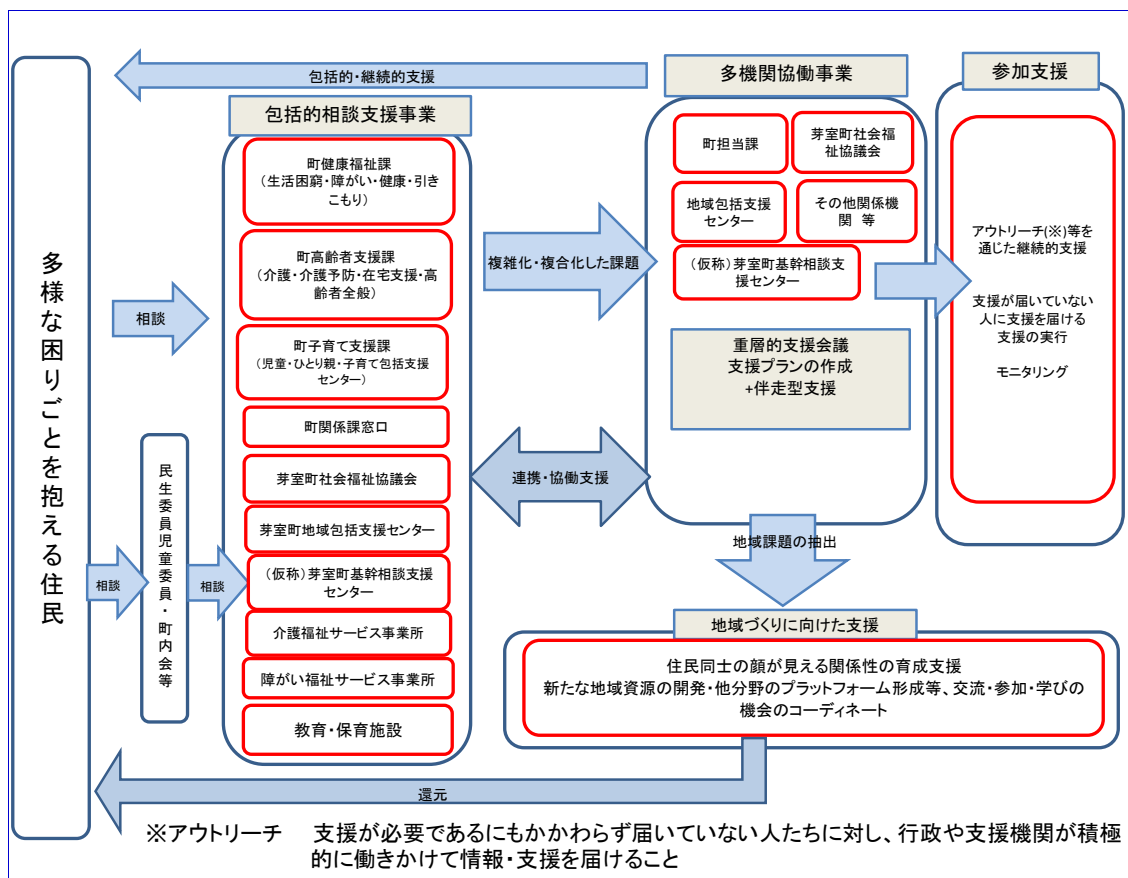 多様な困りごとを抱える住民
包括的・継続的支援
相談
相談
民生委員児童委員・町内会等
相談
包括的相談支援事業
町健康福祉課
（生活困窮・障がい・健康・引き
こもり）
町高齢者支援課
（介護・介護予防・在宅支援・高
齢者全般）
町子育て支援課
（児童・ひとり親・子育て包括支援
センター）
町関係課窓口
芽室町社会福祉協議会
芽室町地域包括支援センター
（仮称）芽室町基幹相談支援
センター
介護福祉サービス事業所
障がい福祉サービス事業所
教育・保育施設
複雑化・複合化した課題
連携・協働支援
多機関協働事業
町担当課
芽室町社会福
祉協議会
地域包括支援
センター
その他関係機
関 等
（仮称）芽室町基幹相談支
援センター
重層的支援会議
支援プランの作成
+伴走型支援
参加支援
アウトリーチ(※)等を
通じた継続的支援
支援が届いていない
人に支援を届ける
支援の実行
モニタリング
地域課題の抽出
地域づくりに向けた支援
住民同士の顔が見える関係性の育成支援
新たな地域資源の開発・他分野のプラットフォーム形成等、交流・参加・学びの
機会のコーディネート
還元
※アウトリーチ 支援が必要であるにもかかわらず届いていない人たちに対し、行政や支援機関が積極
的に働きかけて情報・支援を届けること